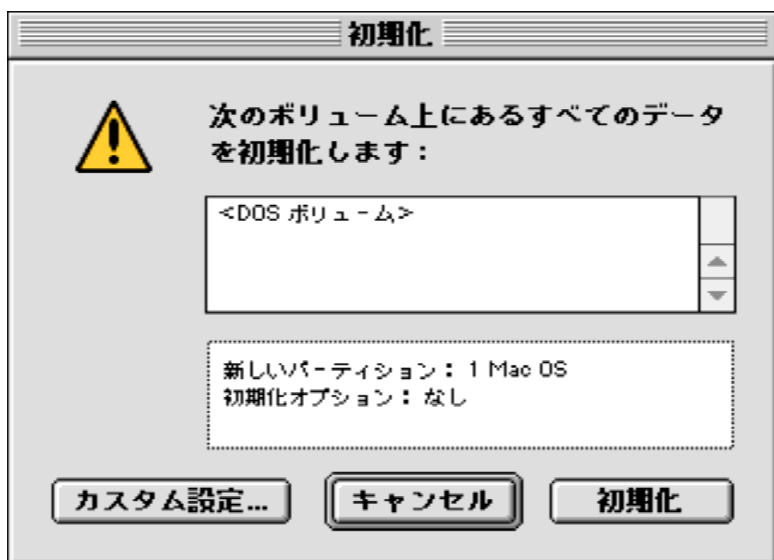 初期化
次のボリューム上にあるすべてのデータ
を初期化します：
<DOS ボリューム>
新しいパーティション： 1 Mac OS
初期化オプション： なし
カスタム設定...
キャンセル
初期化